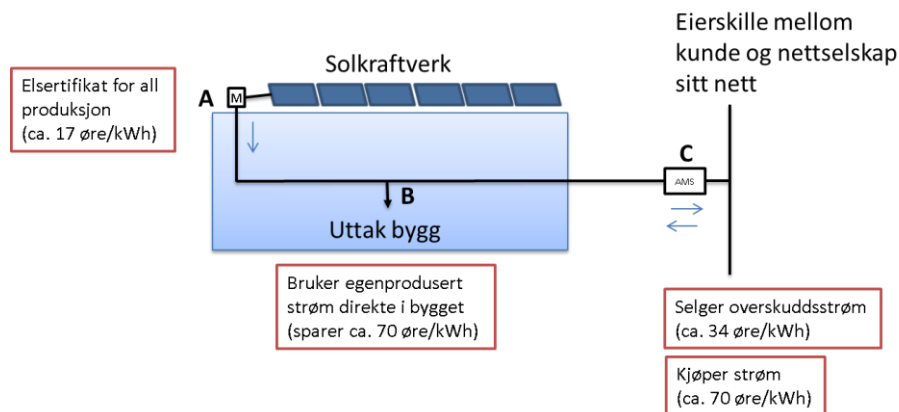 Eierskille mellom
kunde og nettselskap
sitt nett
Solkraftverk
Elsertifikat for all
produksjon
(ca. 17 øre/kWh)
A
M
C
AMS
B
Uttak bygg
Bruker egenprodusert
strøm direkte i bygget
(sparer ca. 70 øre/kWh)
Selger overskuddsstrøm
(ca. 34 øre/kWh)
Kjøper strøm
(ca. 70 øre/kWh)